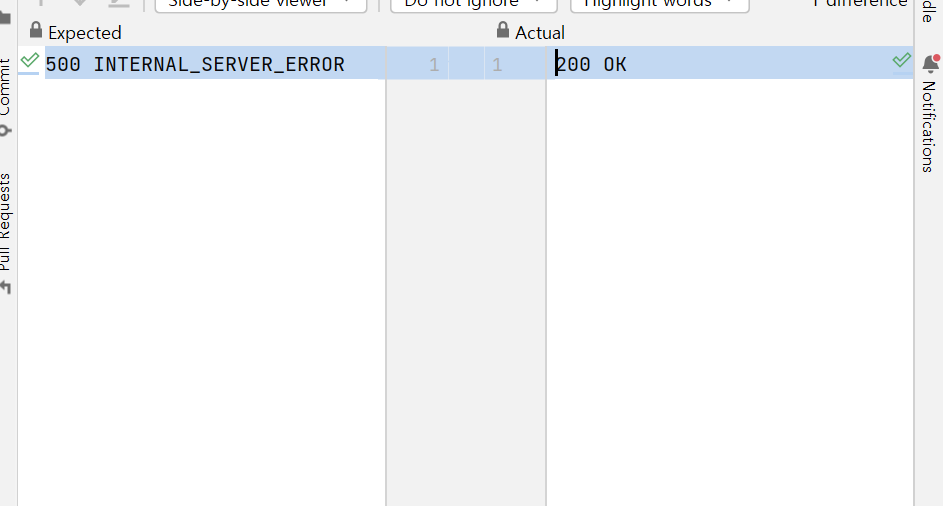 Side-by-side viewer
Do not ignore
Highlight words
1 difference
Expected
Actual
500 INTERNAL_SERVER_ERROR
1
1
200 OK
Commit
Pull Requests
Notifications